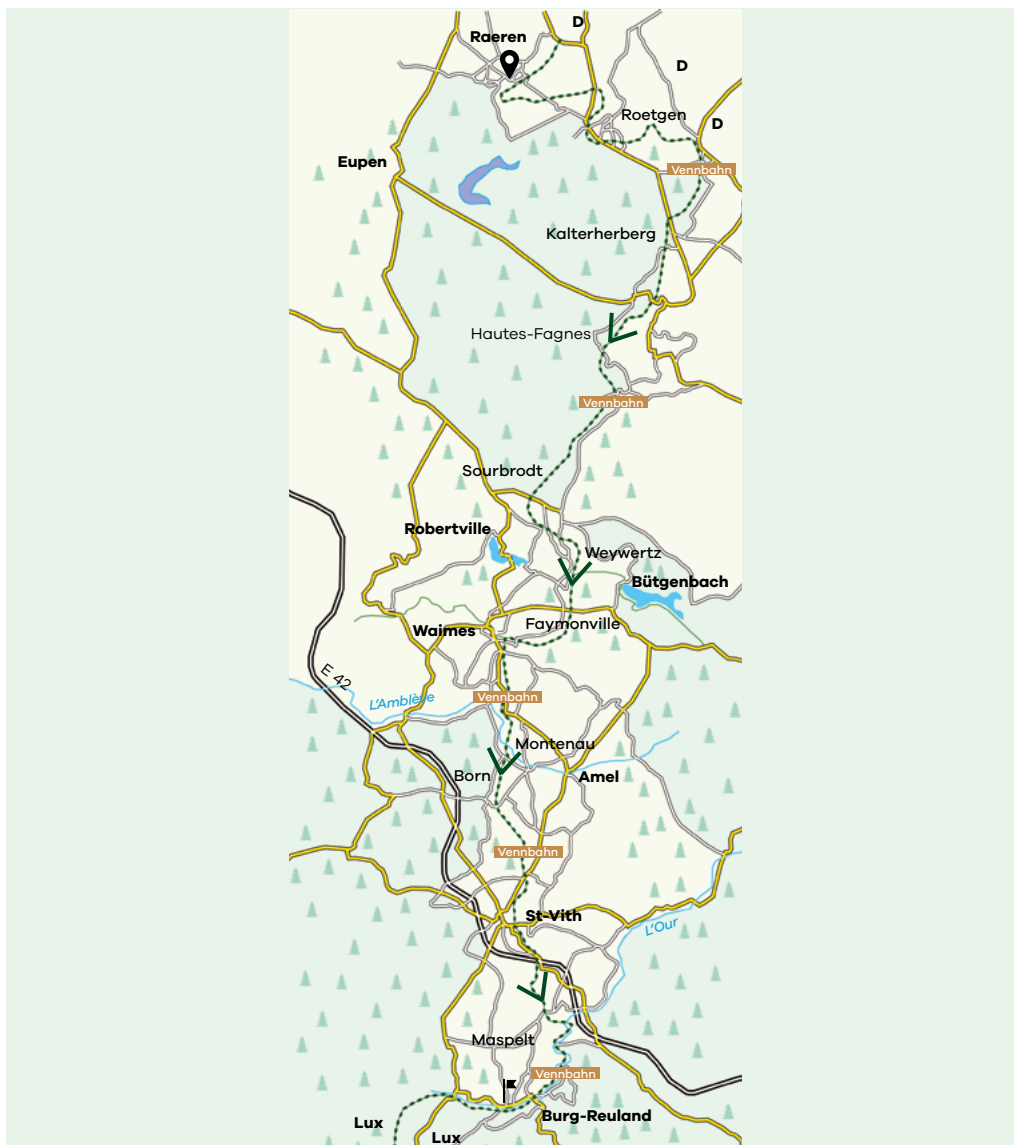 D
Raeren
D
Roetgen
D
Eupen
Vennbahn
Kalterherberg
Hautes-Fagnes
Vennbahn
Sourbrodt
Robertville
Weywertz
Bütgenbach
Faymonville
Waimes
E 42
L'Amblève
Vennbahn
Montenau
Born
Amel
Vennbahn
St-Vith
L'Our
Maspelt
Vennbahn
Burg-Reuland
Lux
Lux